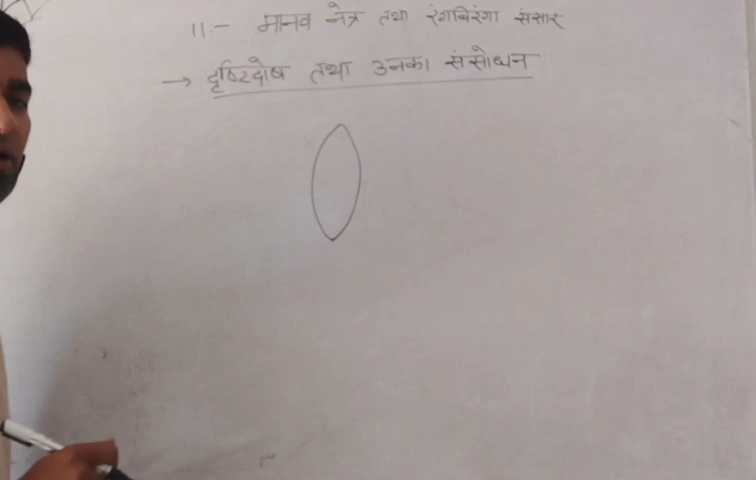 11:- मानव नेत्र तथा रंगबिरंगा संसार
→ दृष्टिदोष तथा उनका संसोधन